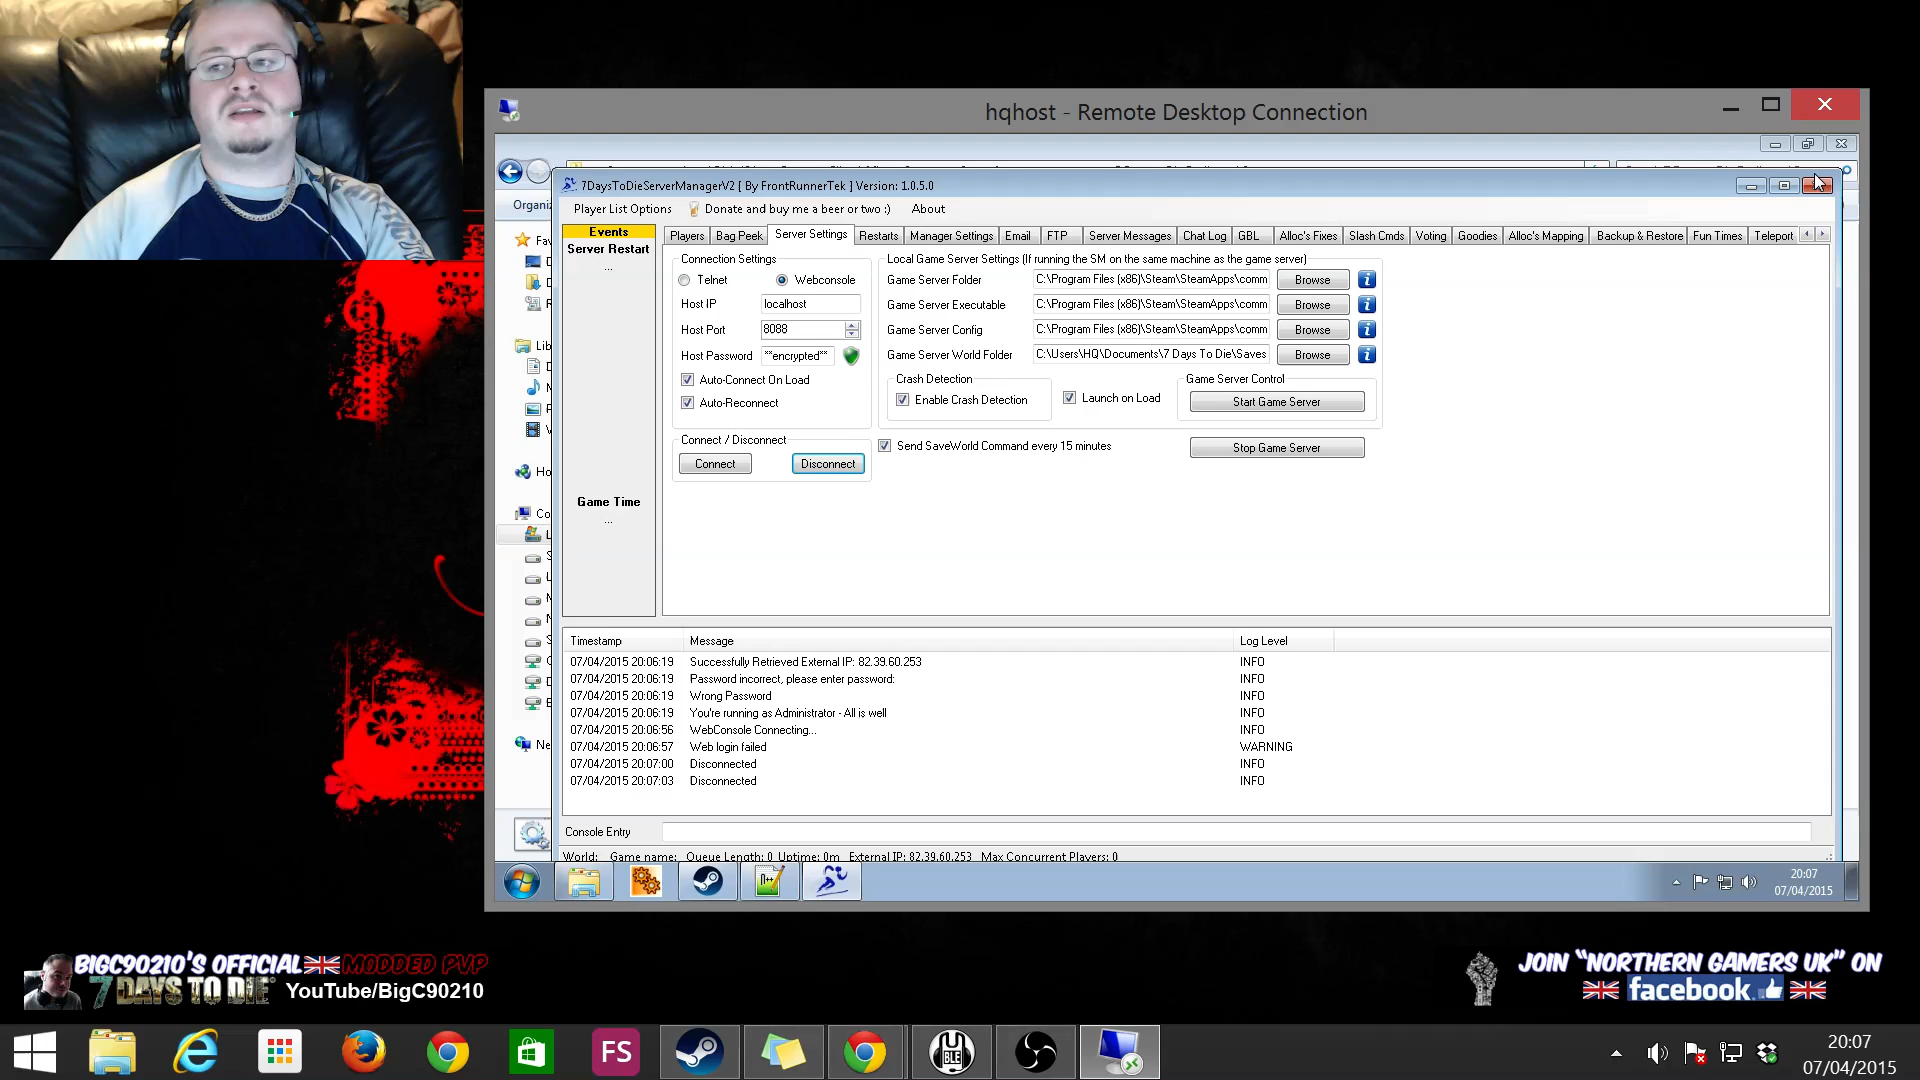 hqhost - Remote Desktop Connection
7DaysToDieServerManagerV2 [ By FrontRunnerTek ] Version: 1.0.5.0
Organiz
Player List Options
Donate and buy me a beer or two :)
About
Events
Server Restart
...
Game Time
...
Players
Bag Peek
Server Settings
Restarts
Manager Settings
Email
FTP
Server Messages
Chat Log
GBL
Alloc's Fixes
Slash Cmds
Voting
Goodies
Alloc's Mapping
Backup & Restore
Fun Times
Teleport
Connection Settings
Telnet
Webconsole
Host IP
localhost
Host Port
8088
Host Password
**encrypted**
Auto-Connect On Load
Auto-Reconnect
Connect / Disconnect
Connect
Disconnect
Local Game Server Settings (If running the SM on the same machine as the game server)
Game Server Folder
C:\Program Files (x86)\Steam\SteamApps\comm
Browse
Game Server Executable
C:\Program Files (x86)\Steam\SteamApps\comm
Browse
Game Server Config
C:\Program Files (x86)\Steam\SteamApps\comm
Browse
Game Server World Folder
C:\Users\HQ\Documents\7 Days To Die\Saves
Browse
Crash Detection
Enable Crash Detection
Launch on Load
Game Server Control
Start Game Server
Send SaveWorld Command every 15 minutes
Stop Game Server
Fav
Lib
Ho
Co
Ne
Timestamp Message Log Level
07/04/2015 20:06:19 Successfully Retrieved External IP: 82.39.60.253 INFO
07/04/2015 20:06:19 Password incorrect, please enter password: INFO
07/04/2015 20:06:19 Wrong Password INFO
07/04/2015 20:06:19 You're running as Administrator - All is well INFO
07/04/2015 20:06:56 WebConsole Connecting... INFO
07/04/2015 20:06:57 Web login failed WARNING
07/04/2015 20:07:00 Disconnected INFO
07/04/2015 20:07:03 Disconnected INFO
Console Entry
World: Game name: Queue Length: 0 Uptime: 0m External IP: 82.39.60.253 Max Concurrent Players: 0
20:07
07/04/2015
BIGC90210'S OFFICIAL MODDED PVP
7 DAYS TO DIE YouTube/BigC90210
JOIN "NORTHERN GAMERS UK" ON
facebook
FS
BLE
20:07
07/04/2015